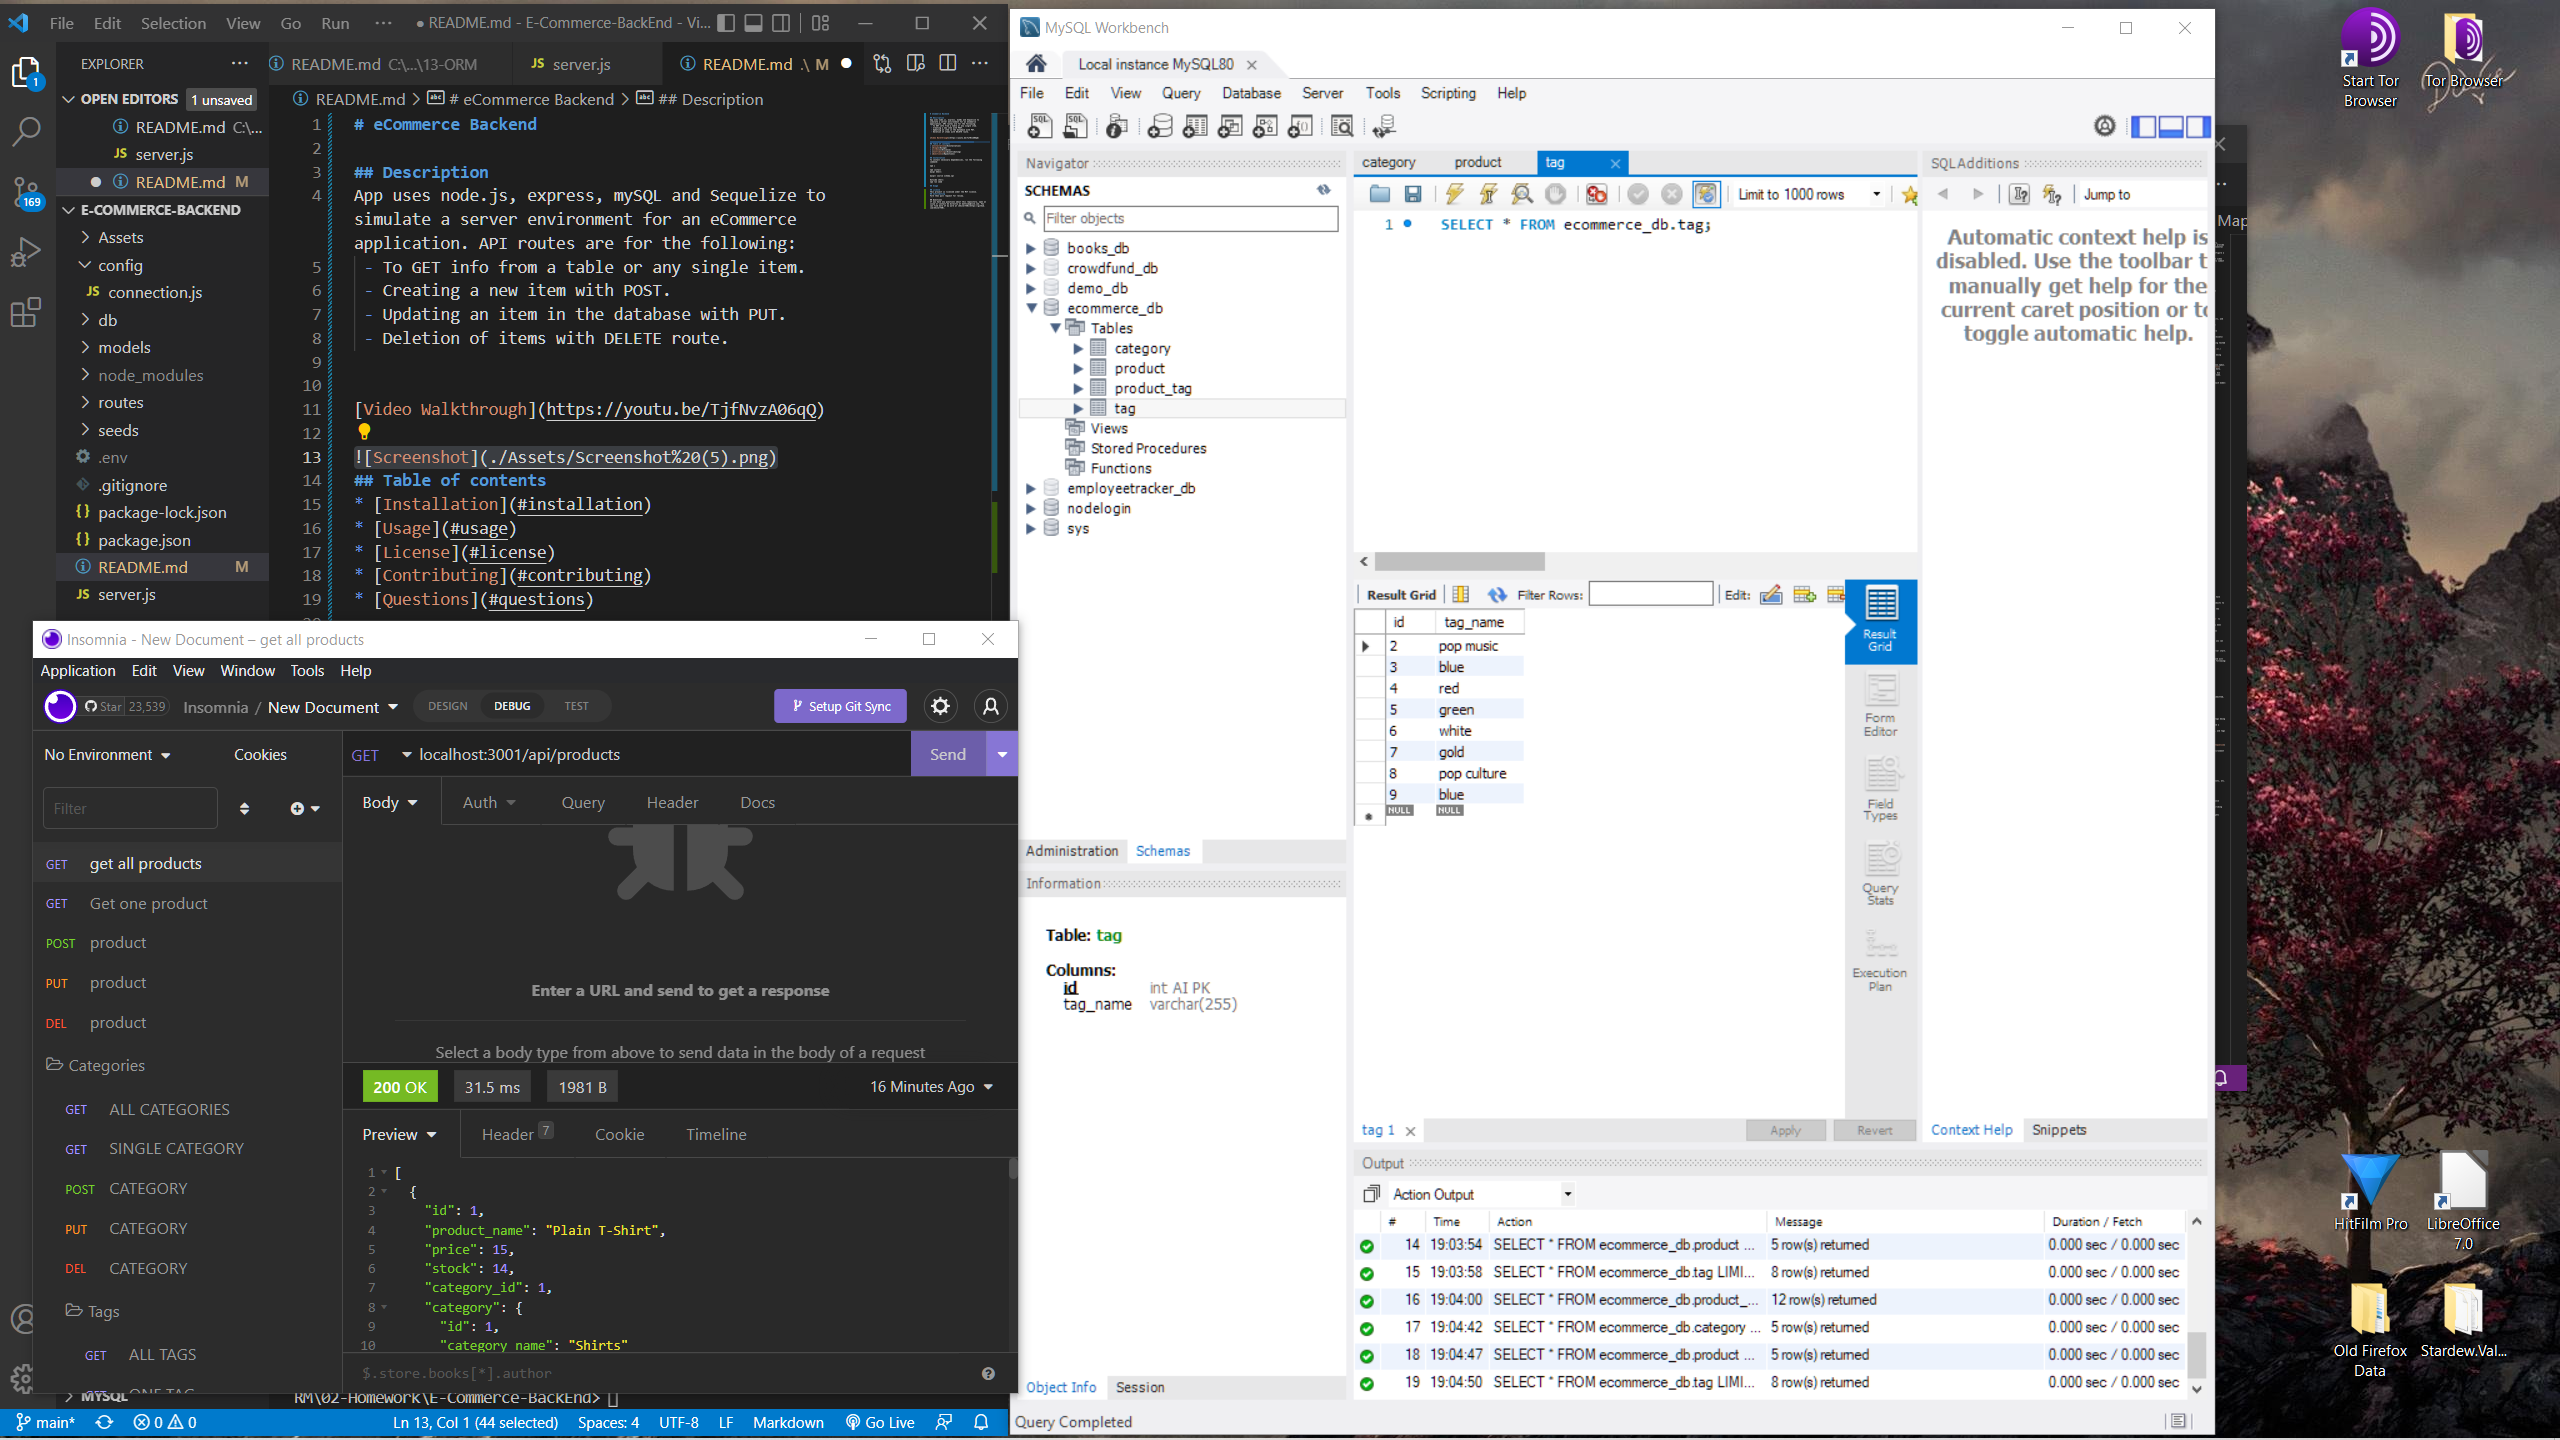 File Edit Selection View Go Run ··· ● README.md - E-Commerce-BackEnd - Vi...
EXPLORER ···
README.md C:\...\13-ORM
server.js
README.md .\ M
OPEN EDITORS 1 unsaved
README.md C:\...
server.js
README.md M
E-COMMERCE-BACKEND
Assets
config
connection.js
db
models
node_modules
routes
seeds
.env
.gitignore
package-lock.json
package.json
README.md M
server.js
1
169
README.md > # eCommerce Backend > ## Description
1 # eCommerce Backend
2
3 ## Description
4 App uses node.js, express, mySQL and Sequelize to
simulate a server environment for an eCommerce
application. API routes are for the following:
5 - To GET info from a table or any single item.
6 - Creating a new item with POST.
7 - Updating an item in the database with PUT.
8 - Deletion of items with DELETE route.
9
10
11 [Video Walkthrough](https://youtu.be/TjfNvzA06qQ)
12
13 ![Screenshot](./Assets/Screenshot%20(5).png)
14 ## Table of contents
15 * [Installation](#installation)
16 * [Usage](#usage)
17 * [License](#license)
18 * [Contributing](#contributing)
19 * [Questions](#questions)
Insomnia - New Document – get all products
Application Edit View Window Tools Help
Star 23,539 Insomnia / New Document DESIGN DEBUG TEST Setup Git Sync
No Environment Cookies
GET localhost:3001/api/products Send
Filter
Body Auth Query Header Docs
GET get all products
GET Get one product
POST product
PUT product
DEL product
Categories
GET ALL CATEGORIES
GET SINGLE CATEGORY
POST CATEGORY
PUT CATEGORY
DEL CATEGORY
Tags
GET ALL TAGS
GET ONE TAG
Enter a URL and send to get a response
Select a body type from above to send data in the body of a request
200 OK 31.5 ms 1981 B 16 Minutes Ago
Preview Header 7 Cookie Timeline
1 [
2 {
3 "id": 1,
4 "product_name": "Plain T-Shirt",
5 "price": 15,
6 "stock": 14,
7 "category_id": 1,
8 "category": {
9 "id": 1,
10 "category_name": "Shirts"
$.store.books[*].author
MYSQL
RM\02-Homework\E-Commerce-BackEnd>
main* 0 0 Ln 13, Col 1 (44 selected) Spaces: 4 UTF-8 LF Markdown Go Live
MySQL Workbench
Local instance MySQL80
File Edit View Query Database Server Tools Scripting Help
Navigator
SCHEMAS
Filter objects
books_db
crowdfund_db
demo_db
ecommerce_db
Tables
category
product
product_tag
tag
Views
Stored Procedures
Functions
employeetracker_db
nodelogin
sys
Administration Schemas
Information
Table: tag
Columns:
id int AI PK
tag_name varchar(255)
Object Info Session
Query Completed
category product tag
Limit to 1000 rows
1 SELECT * FROM ecommerce_db.tag;
Result Grid Filter Rows: Edit:
id tag_name
2 pop music
3 blue
4 red
5 green
6 white
7 gold
8 pop culture
9 blue
NULL NULL
Result Grid
Form Editor
Field Types
Query Stats
Execution Plan
tag 1 Apply Revert
SQLAdditions
Jump to
Automatic context help is
disabled. Use the toolbar t
manually get help for the
current caret position or to
toggle automatic help.
Context Help Snippets
Output
Action Output
# Time Action Message Duration / Fetch
14 19:03:54 SELECT * FROM ecommerce_db.product ... 5 row(s) returned 0.000 sec / 0.000 sec
15 19:03:58 SELECT * FROM ecommerce_db.tag LIMI... 8 row(s) returned 0.000 sec / 0.000 sec
16 19:04:00 SELECT * FROM ecommerce_db.product_... 12 row(s) returned 0.000 sec / 0.000 sec
17 19:04:42 SELECT * FROM ecommerce_db.category ... 5 row(s) returned 0.000 sec / 0.000 sec
18 19:04:47 SELECT * FROM ecommerce_db.product ... 5 row(s) returned 0.000 sec / 0.000 sec
19 19:04:50 SELECT * FROM ecommerce_db.tag LIMI... 8 row(s) returned 0.000 sec / 0.000 sec
Map
Start Tor
Browser
Tor Browser
HitFilm Pro
LibreOffice
7.0
Old Firefox
Data
Stardew.Val...